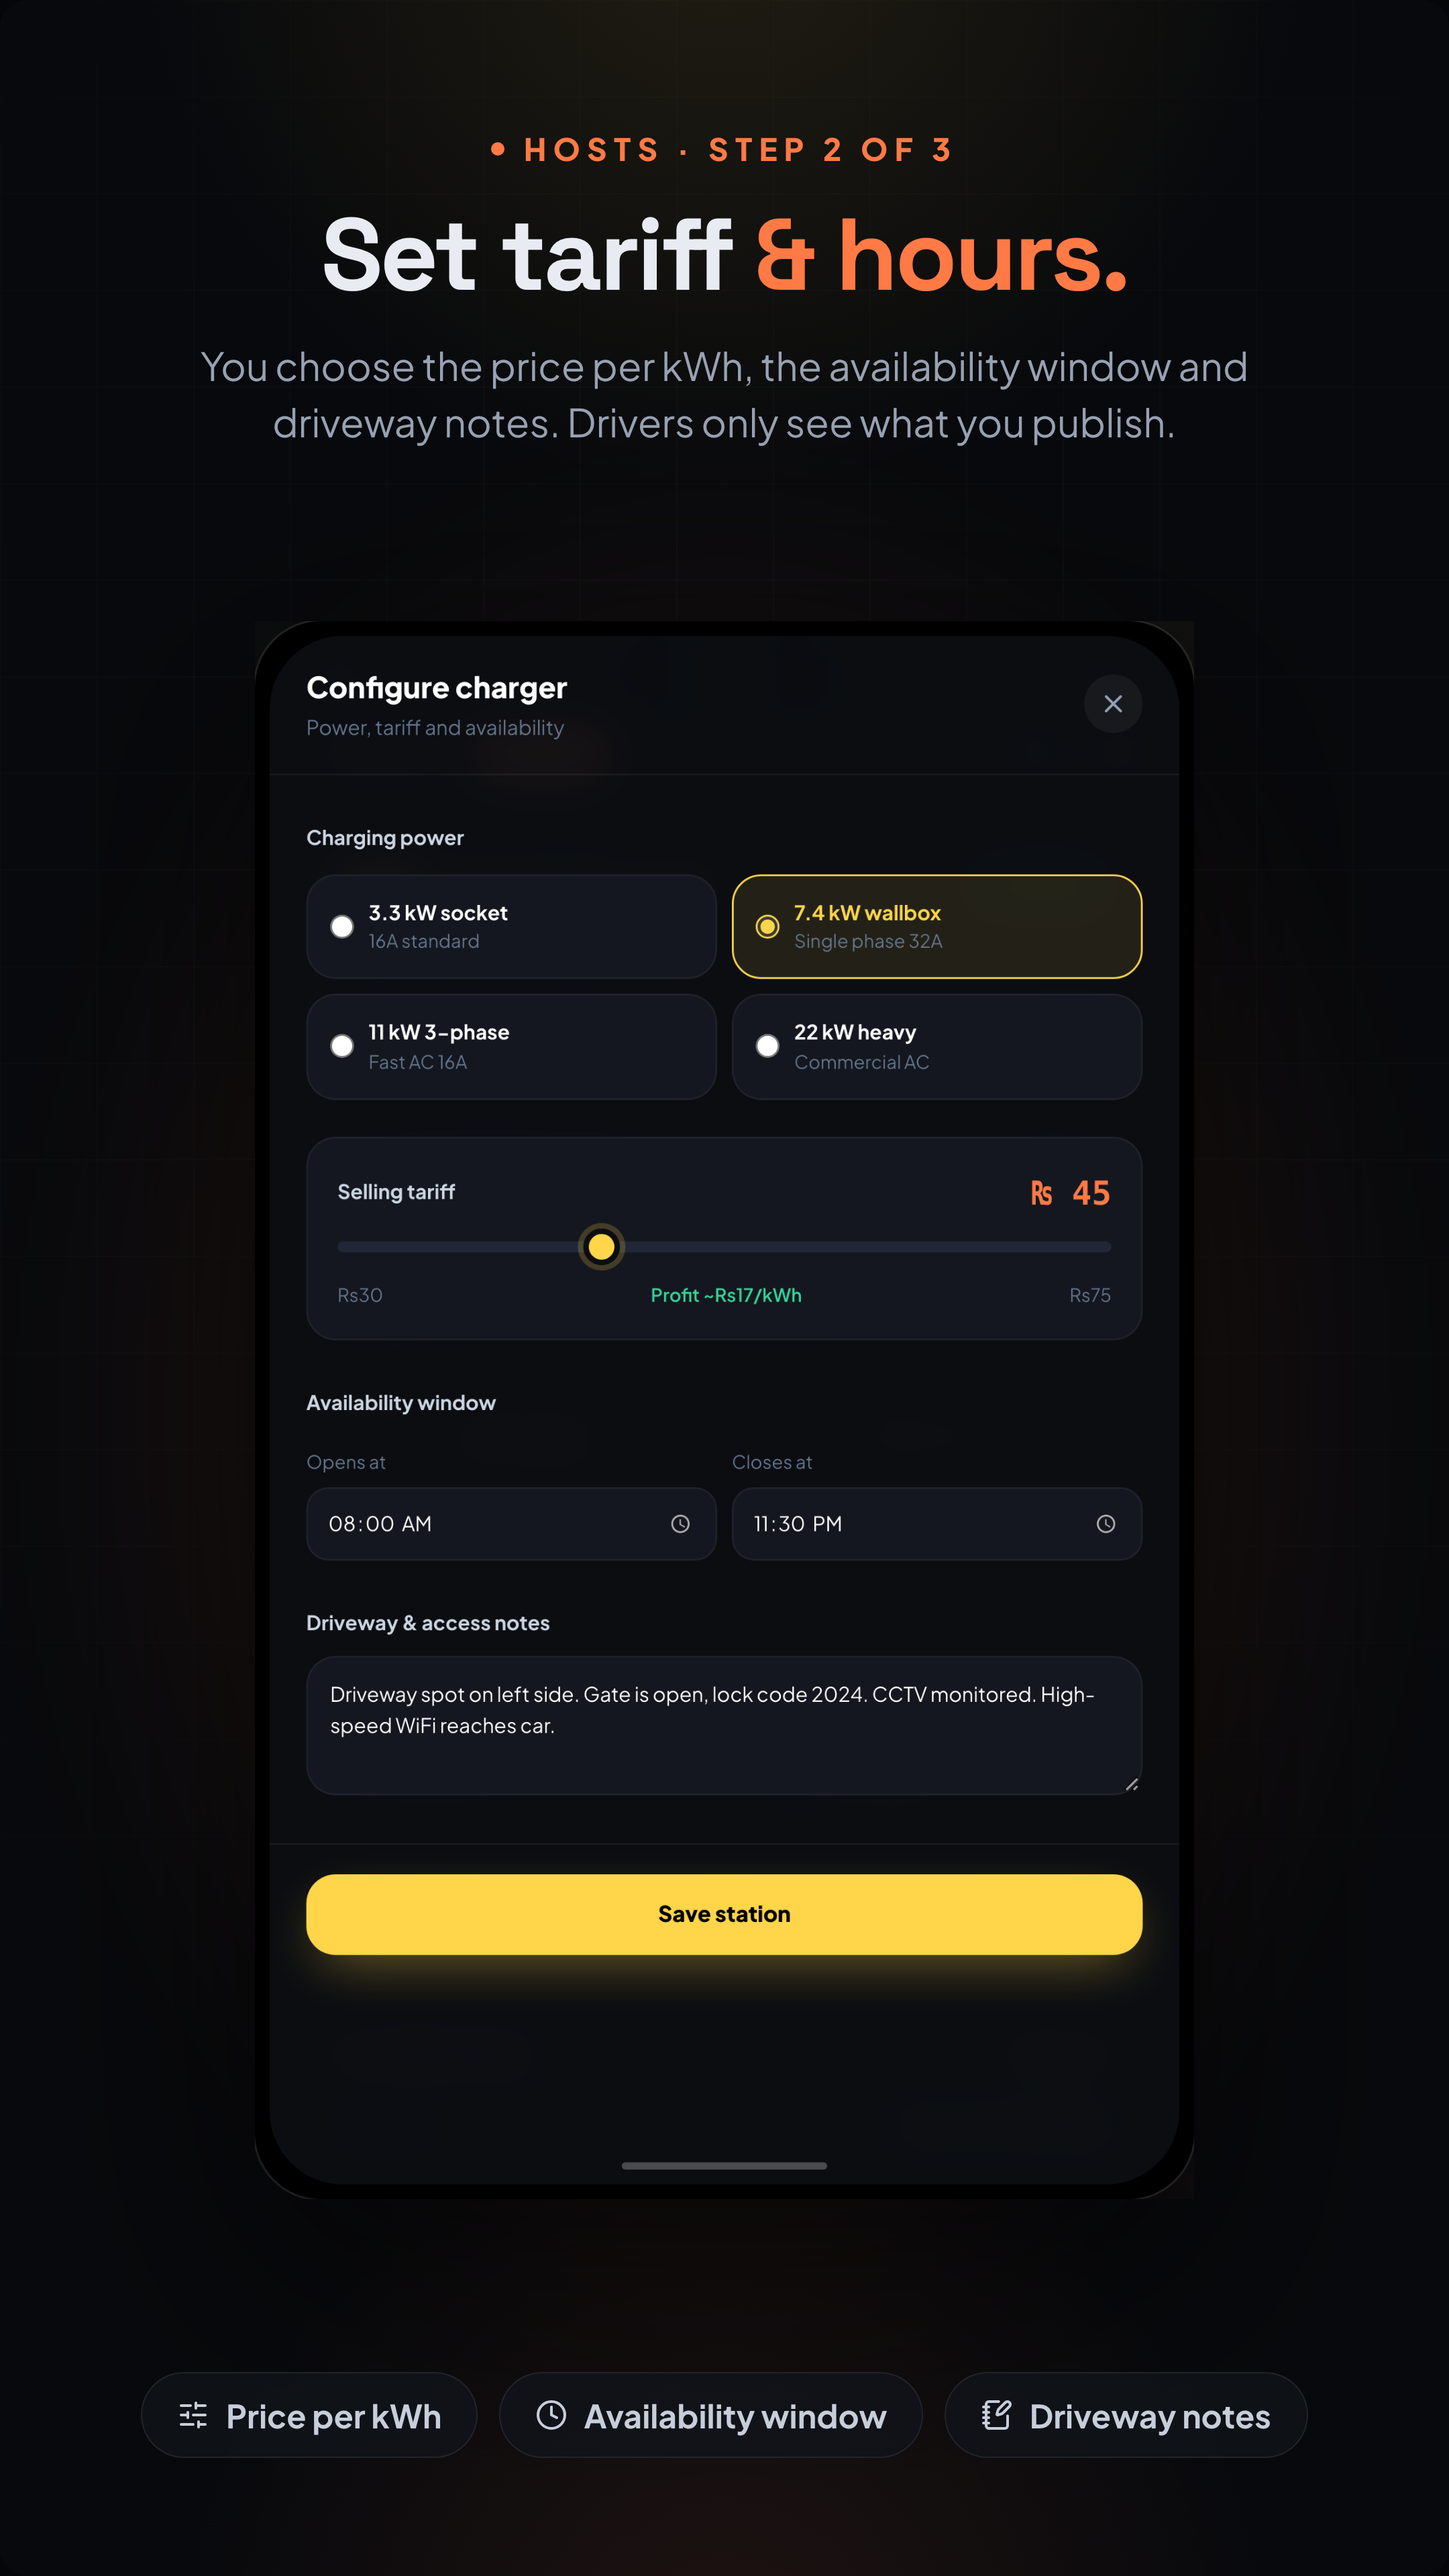 HOSTS · STEP 2 OF 3
Set tariff & hours.
You choose the price per kWh, the availability window and
driveway notes. Drivers only see what you publish.
Configure charger
Power, tariff and availability
Charging power
3.3 kW socket
16A standard
7.4 kW wallbox
Single phase 32A
11 kW 3-phase
Fast AC 16A
22 kW heavy
Commercial AC
Selling tariff
₨ 45
Rs30
Profit ~Rs17/kWh
Rs75
Availability window
Opens at
Closes at
08:00 AM
11:30 PM
Driveway & access notes
Driveway spot on left side. Gate is open, lock code 2024. CCTV monitored. High-
speed WiFi reaches car.
Save station
Price per kWh
Availability window
Driveway notes